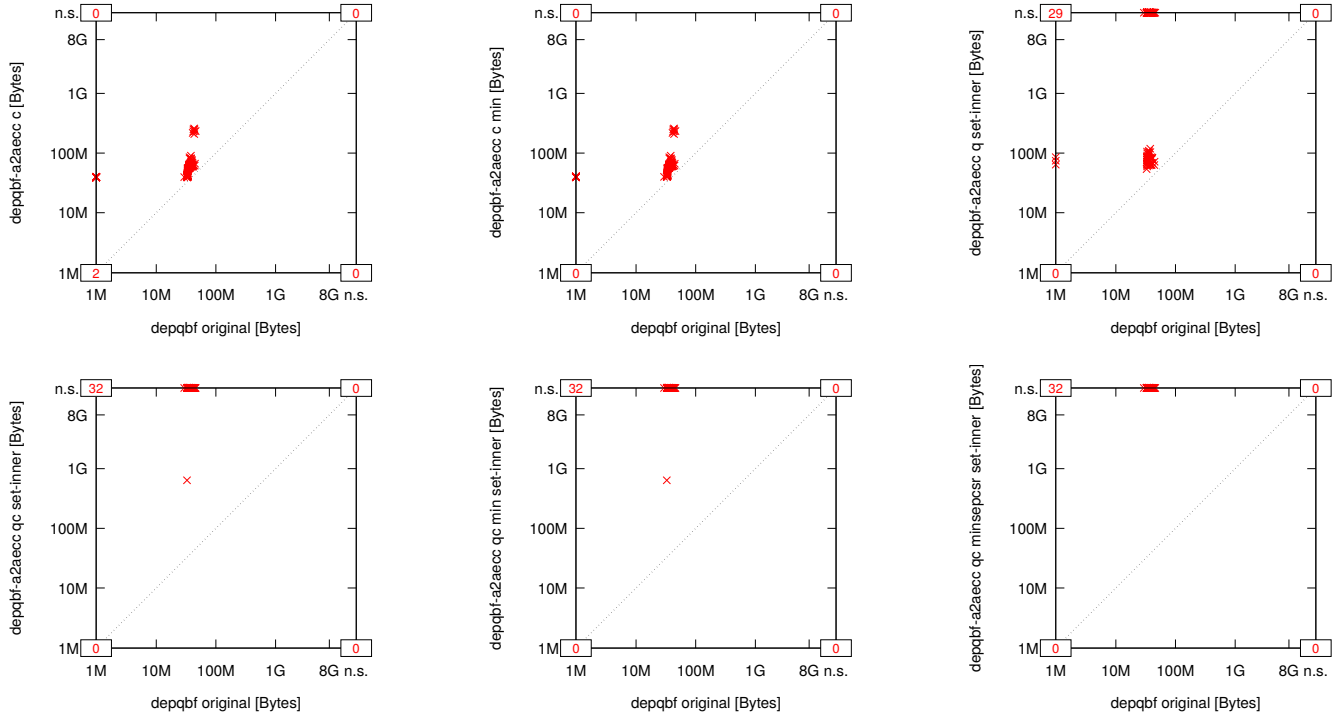 n.s. 0 0
8G
1G
100M
10M
1M 2 0
1M 10M 100M 1G 8G n.s.
depqbf original [Bytes]
depqbf-a2aecc c [Bytes]
n.s. 0 0
8G
1G
100M
10M
1M 0 0
1M 10M 100M 1G 8G n.s.
depqbf original [Bytes]
depqbf-a2aecc c min [Bytes]
n.s. 29 0
8G
1G
100M
10M
1M 0 0
1M 10M 100M 1G 8G n.s.
depqbf original [Bytes]
depqbf-a2aecc q set-inner [Bytes]
n.s. 32 0
8G
1G
100M
10M
1M 0 0
1M 10M 100M 1G 8G n.s.
depqbf original [Bytes]
depqbf-a2aecc qc set-inner [Bytes]
n.s. 32 0
8G
1G
100M
10M
1M 0 0
1M 10M 100M 1G 8G n.s.
depqbf original [Bytes]
depqbf-a2aecc qc min set-inner [Bytes]
n.s. 32 0
8G
1G
100M
10M
1M 0 0
1M 10M 100M 1G 8G n.s.
depqbf original [Bytes]
depqbf-a2aecc qc minsepcsr set-inner [Bytes]